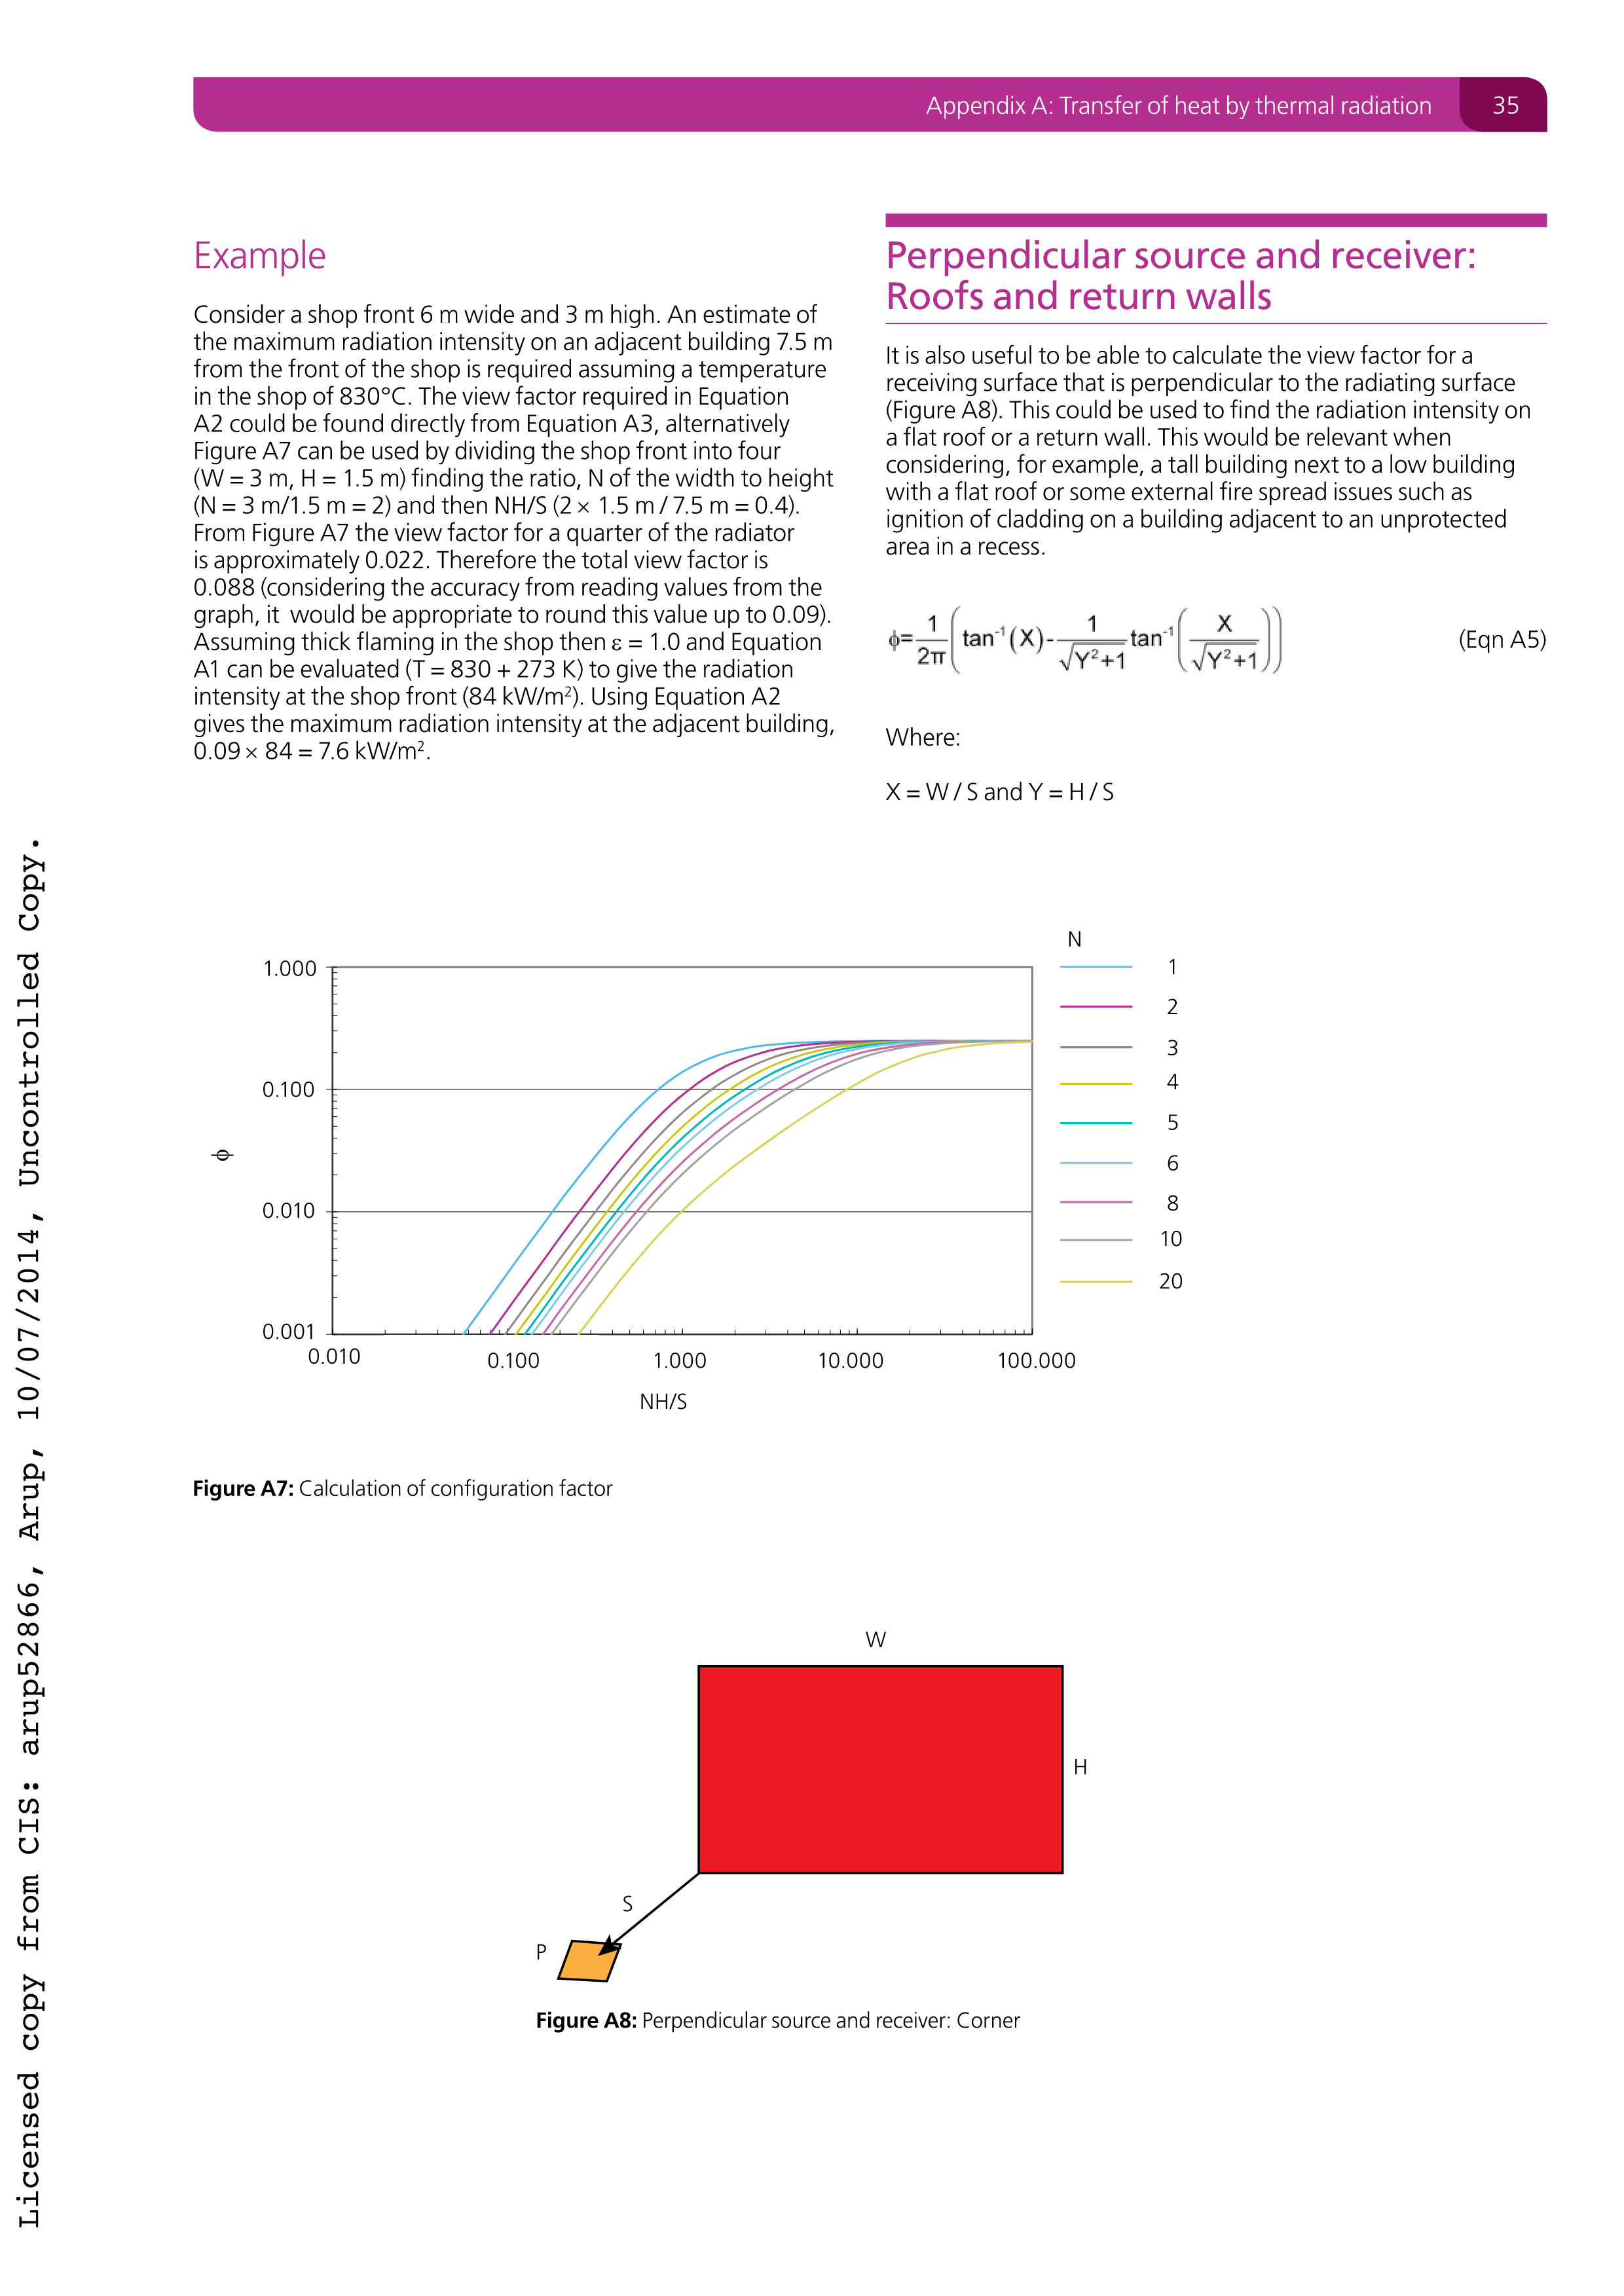 Appendix A: Transfer of heat by thermal radiation 35
Example
Consider a shop front 6 m wide and 3 m high. An estimate of
the maximum radiation intensity on an adjacent building 7.5 m
from the front of the shop is required assuming a temperature
in the shop of 830°C. The view factor required in Equation
A2 could be found directly from Equation A3, alternatively
Figure A7 can be used by dividing the shop front into four
(W = 3 m, H = 1.5 m) finding the ratio, N of the width to height
(N = 3 m/1.5 m = 2) and then NH/S (2 × 1.5 m / 7.5 m = 0.4).
From Figure A7 the view factor for a quarter of the radiator
is approximately 0.022. Therefore the total view factor is
0.088 (considering the accuracy from reading values from the
graph, it would be appropriate to round this value up to 0.09).
Assuming thick flaming in the shop then ε = 1.0 and Equation
A1 can be evaluated (T = 830 + 273 K) to give the radiation
intensity at the shop front (84 kW/m²). Using Equation A2
gives the maximum radiation intensity at the adjacent building,
0.09 × 84 = 7.6 kW/m².
Perpendicular source and receiver:
Roofs and return walls
It is also useful to be able to calculate the view factor for a
receiving surface that is perpendicular to the radiating surface
(Figure A8). This could be used to find the radiation intensity on
a flat roof or a return wall. This would be relevant when
considering, for example, a tall building next to a low building
with a flat roof or some external fire spread issues such as
ignition of cladding on a building adjacent to an unprotected
area in a recess.
ϕ=1/2π(tan⁻¹(X)-1/√Y²+1 tan⁻¹(X/√Y²+1)) (Eqn A5)
Where:
X = W / S and Y = H / S
N
1
2
3
4
5
6
8
10
20
1.000
0.100
0.010
0.001
ϕ
0.010 0.100 1.000 10.000 100.000
NH/S
Figure A7: Calculation of configuration factor
W
H
S
P
Figure A8: Perpendicular source and receiver: Corner
Licensed copy from CIS: arup52866, Arup, 10/07/2014, Uncontrolled Copy.